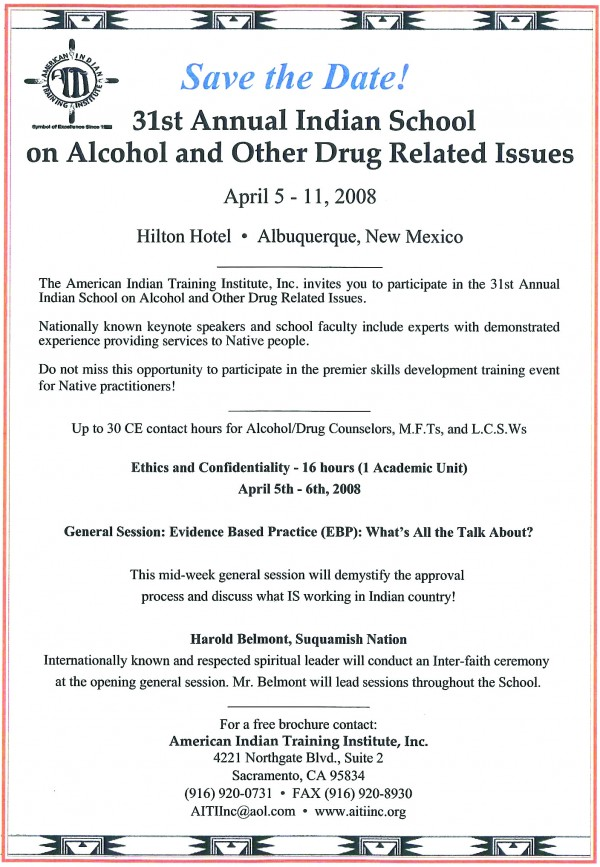 AMERICAN INDIAN
TRAINING INSTITUTE
Save the Date!
31st Annual Indian School
on Alcohol and Other Drug Related Issues
April 5 - 11, 2008
Hilton Hotel • Albuquerque, New Mexico
The American Indian Training Institute, Inc. invites you to participate in the 31st Annual
Indian School on Alcohol and Other Drug Related Issues.
Nationally known keynote speakers and school faculty include experts with demonstrated
experience providing services to Native people.
Do not miss this opportunity to participate in the premier skills development training event
for Native practitioners!
Up to 30 CE contact hours for Alcohol/Drug Counselors, M.F.Ts, and L.C.S.Ws
Ethics and Confidentiality - 16 hours (1 Academic Unit)
April 5th - 6th, 2008
General Session: Evidence Based Practice (EBP): What's All the Talk About?
This mid-week general session will demystify the approval
process and discuss what IS working in Indian country!
Harold Belmont, Suquamish Nation
Internationally known and respected spiritual leader will conduct an Inter-faith ceremony
at the opening general session. Mr. Belmont will lead sessions throughout the School.
For a free brochure contact:
American Indian Training Institute, Inc.
4221 Northgate Blvd., Suite 2
Sacramento, CA 95834
(916) 920-0731 • FAX (916) 920-8930
AITIInc@aol.com • www.aitiinc.org
Symbol of Excellence Since